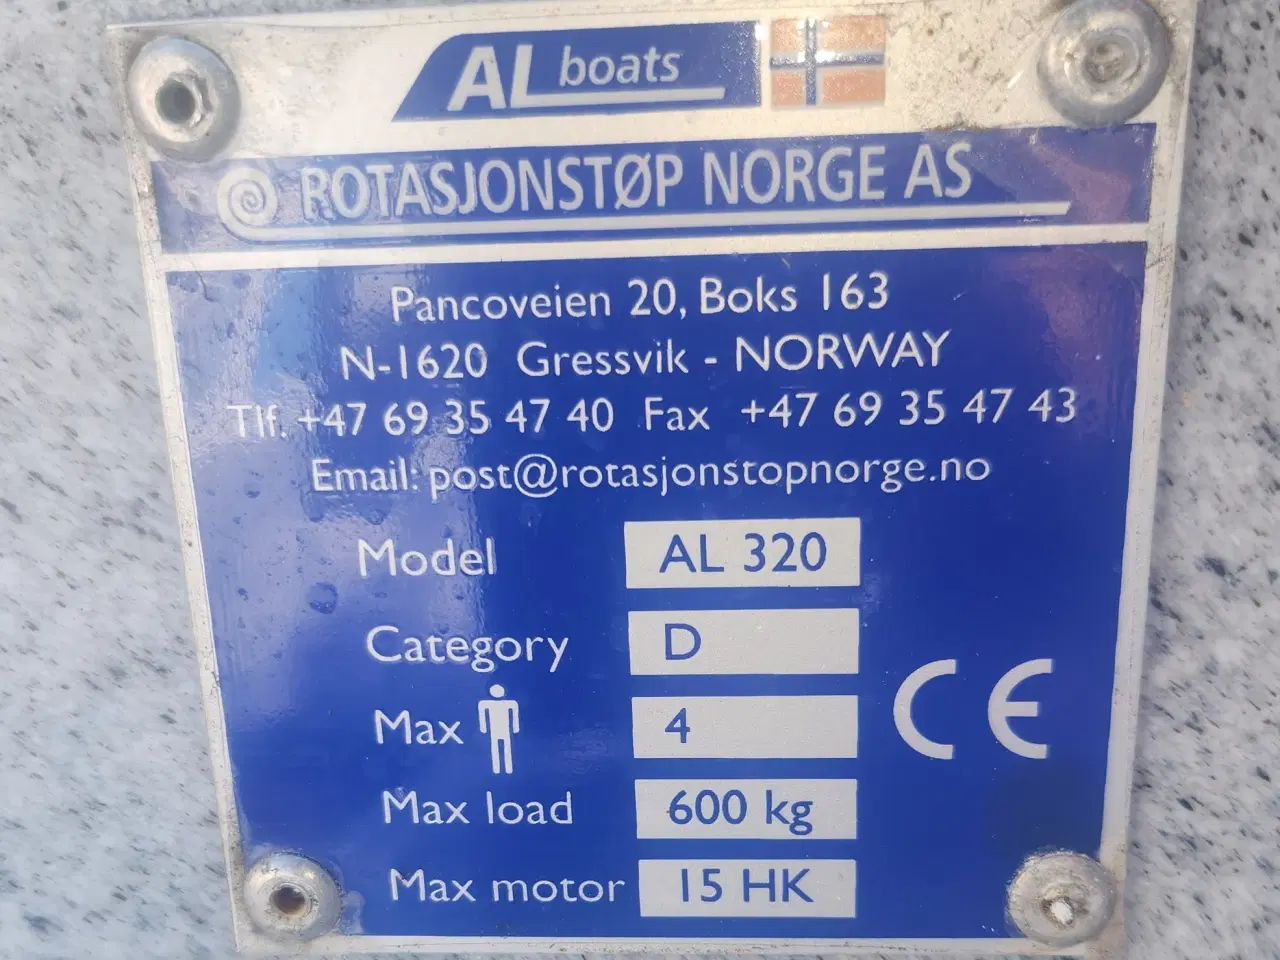 AL boats
ROTASJONSTØP NORGE AS
Pancoveien 20, Boks 163
N-1620 Gressvik - NORWAY
Tlf. +47 69 35 47 40 Fax +47 69 35 47 43
Email: post@rotasjonstopnorge.no
Model AL 320
Category D
Max 4
CE
Max load 600 kg
Max motor 15 HK